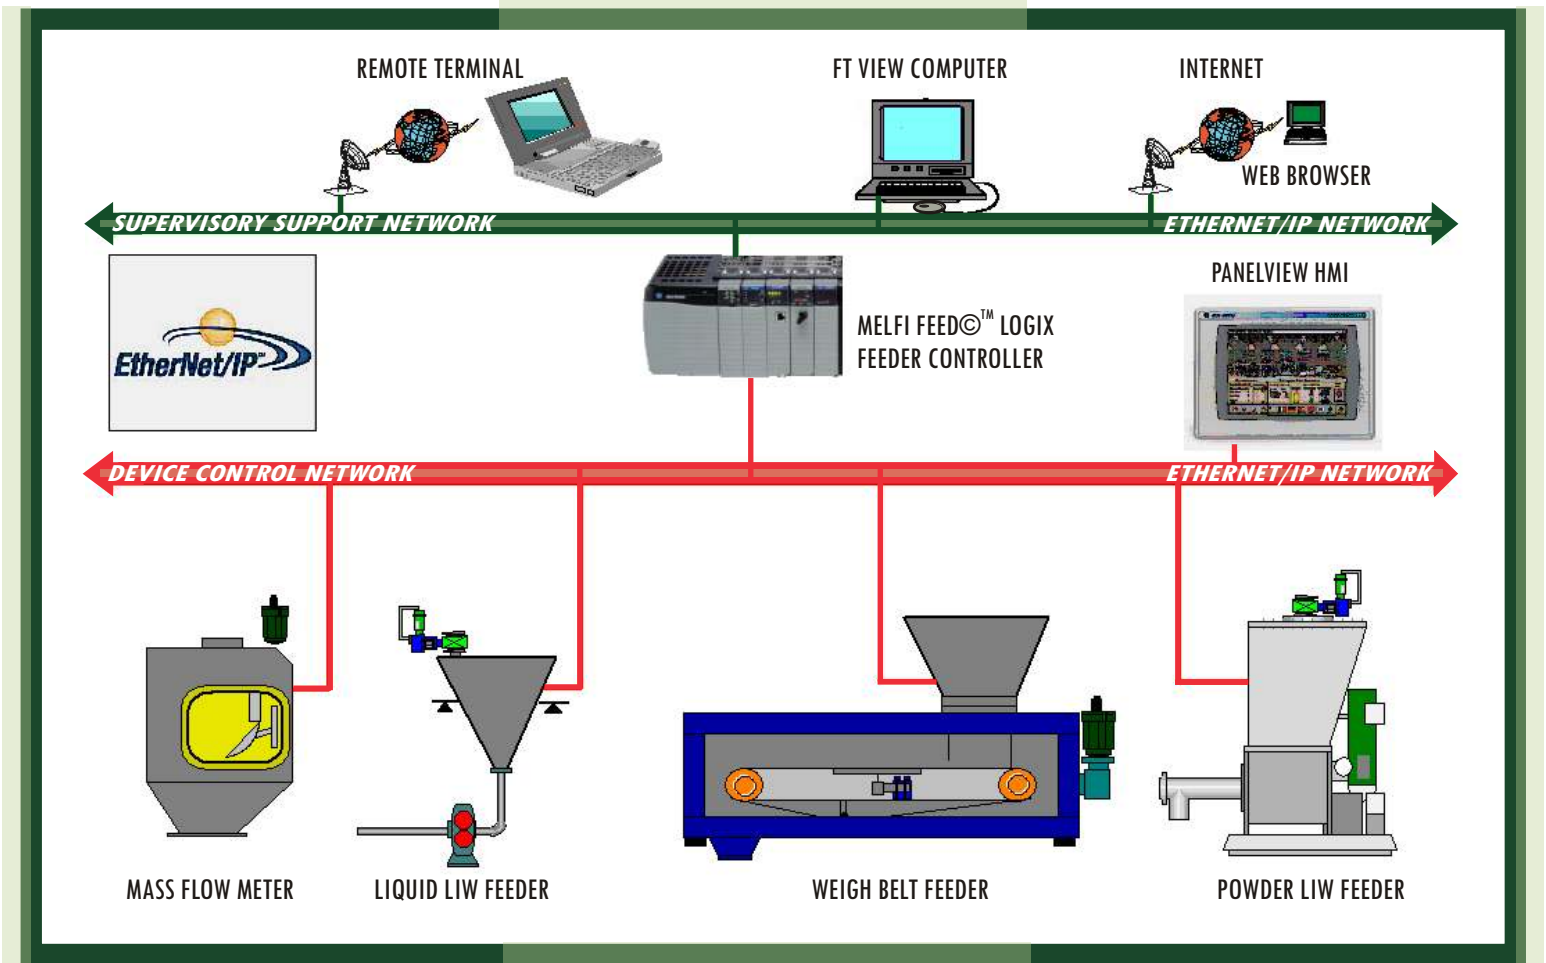 REMOTE TERMINAL
FT VIEW COMPUTER
INTERNET
WEB BROWSER
SUPERVISORY SUPPORT NETWORK
ETHERNET/IP NETWORK
EtherNet/IP™
MELFI FEED©™ LOGIX
FEEDER CONTROLLER
PANELVIEW HMI
DEVICE CONTROL NETWORK
ETHERNET/IP NETWORK
MASS FLOW METER
LIQUID LIW FEEDER
WEIGH BELT FEEDER
POWDER LIW FEEDER